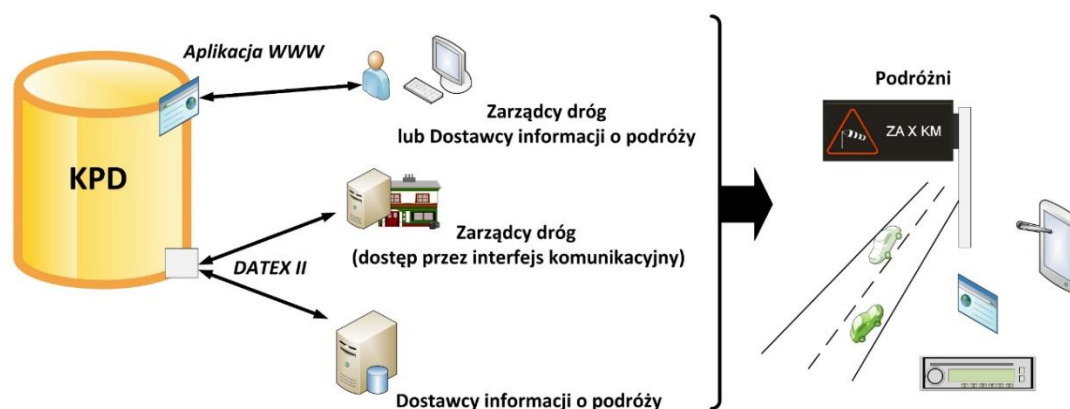 Aplikacja WWW
KPD
Zarządcy dróg
lub Dostawcy informacji o podróży
Zarządcy dróg
(dostęp przez interfejs komunikacyjny)
DATEX II
Dostawcy informacji o podróży
Podróżni
ZA X KM